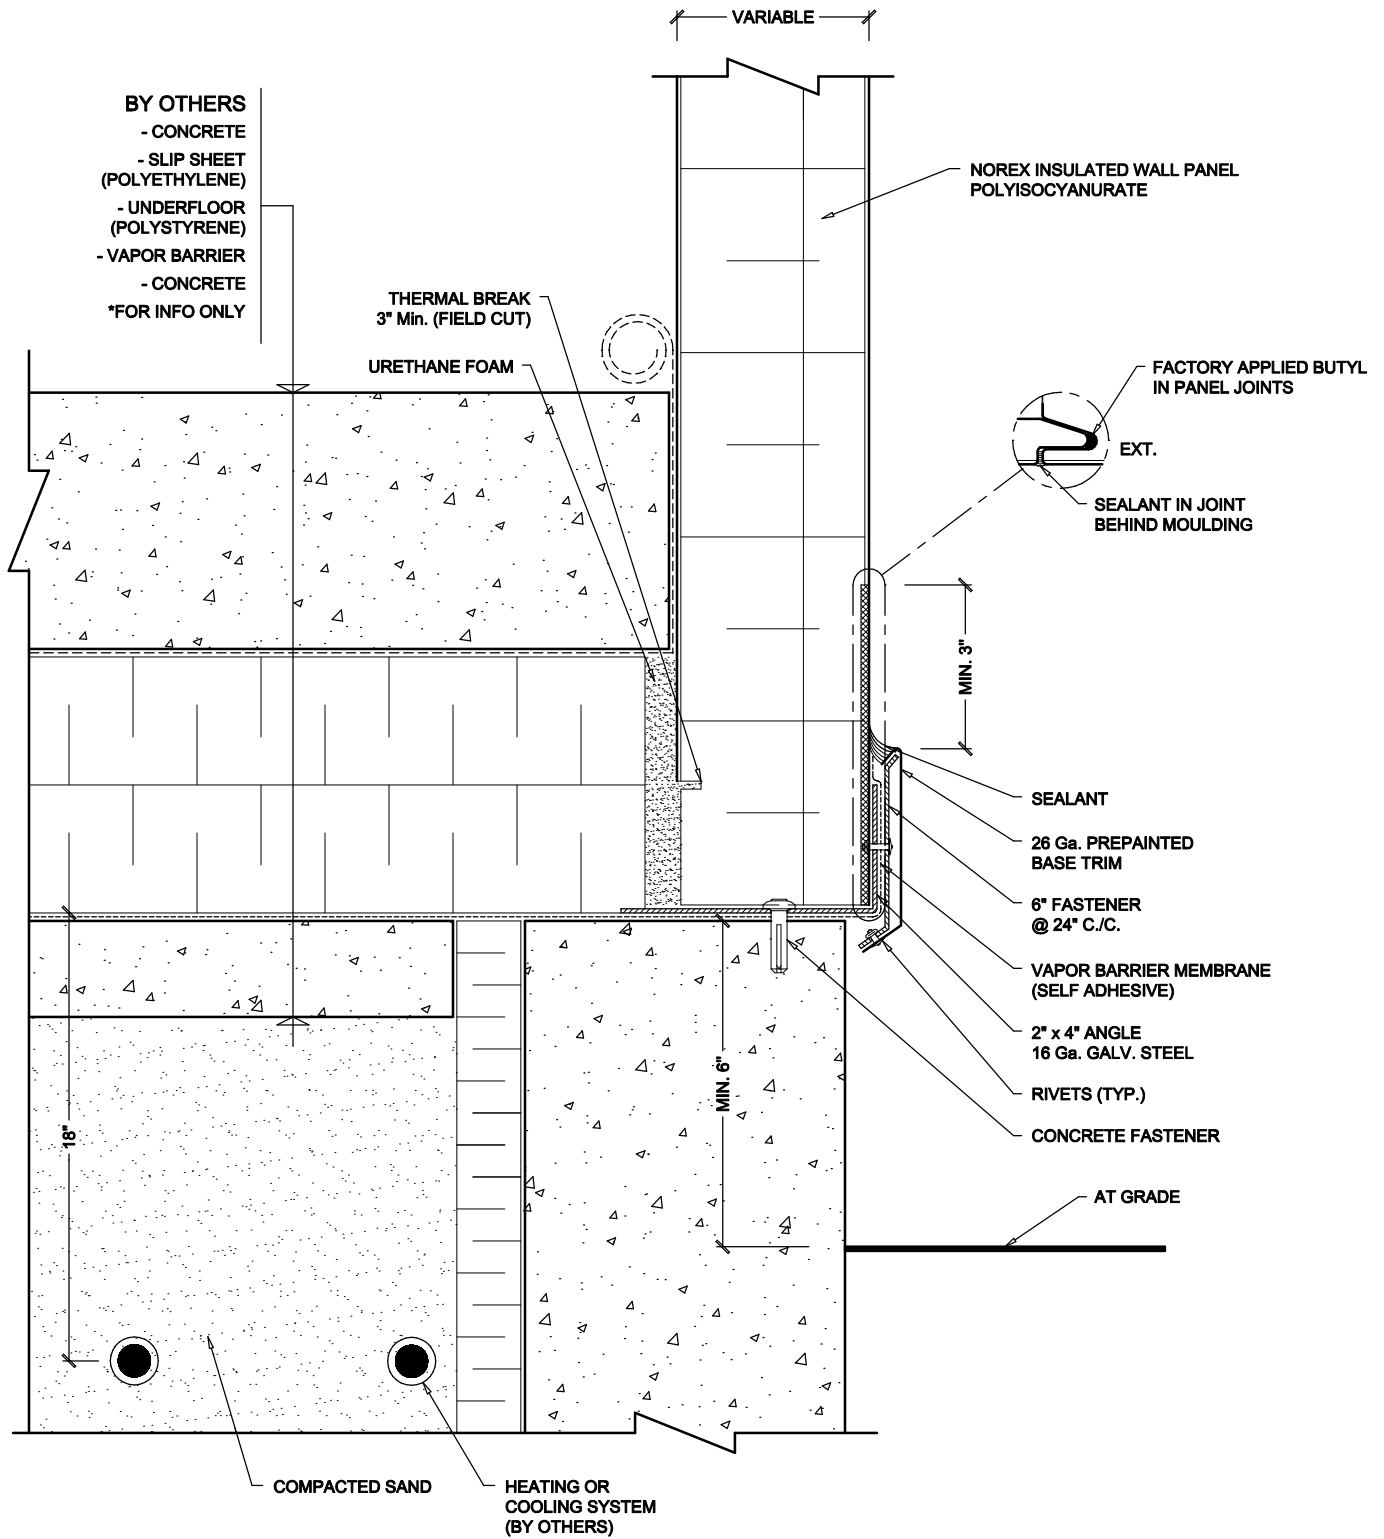 VARIABLE
BY OTHERS
- CONCRETE
- SLIP SHEET
(POLYETHYLENE)
- UNDERFLOOR
(POLYSTYRENE)
- VAPOR BARRIER
- CONCRETE
*FOR INFO ONLY
NOREX INSULATED WALL PANEL
POLYISOCYANURATE
THERMAL BREAK
3" Min. (FIELD CUT)
URETHANE FOAM
FACTORY APPLIED BUTYL
IN PANEL JOINTS
EXT.
SEALANT IN JOINT
BEHIND MOULDING
MIN. 3"
SEALANT
26 Ga. PREPAINTED
BASE TRIM
6" FASTENER
@ 24" C./C.
VAPOR BARRIER MEMBRANE
(SELF ADHESIVE)
2" x 4" ANGLE
16 Ga. GALV. STEEL
RIVETS (TYP.)
CONCRETE FASTENER
MIN. 6"
18"
AT GRADE
COMPACTED SAND
HEATING OR
COOLING SYSTEM
(BY OTHERS)